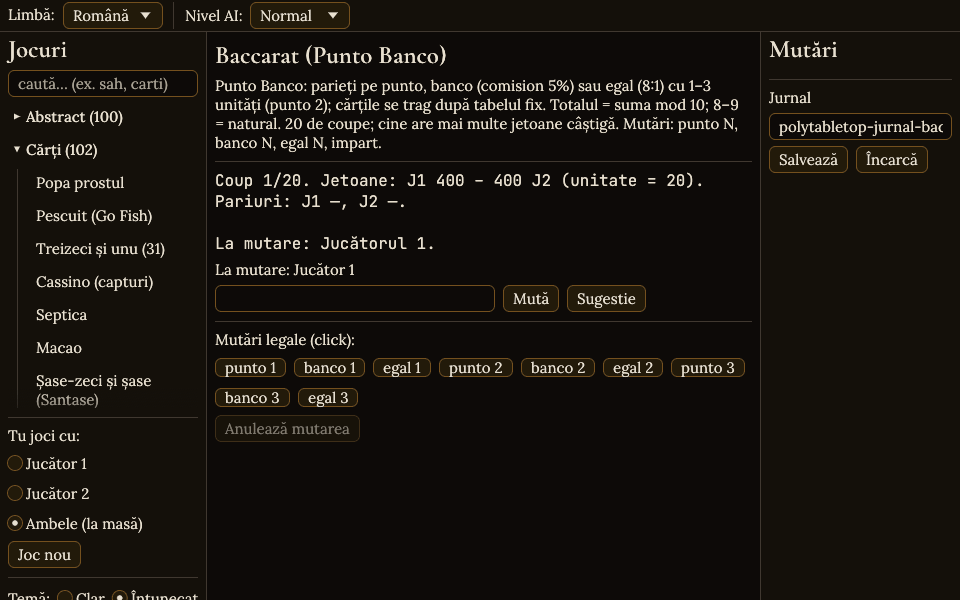 Limbă: Română Nivel AI: Normal
Jocuri
caută... (ex. sah, carti)
Abstract (100)
Cărți (102)
Popa prostul
Pescuit (Go Fish)
Treizeci și unu (31)
Cassino (capturi)
Septica
Macao
Șase-zeci și șase
(Santase)
Tu joci cu:
Jucător 1
Jucător 2
Ambele (la masă)
Joc nou
Temă: Clar Întunecat
Baccarat (Punto Banco)
Punto Banco: pariați pe punto, banco (comision 5%) sau egal (8:1) cu 1–3
unități (punto 2); cărțile se trag după tabelul fix. Totalul = suma mod 10; 8–9
= natural. 20 de coupe; cine are mai multe jetoane câștigă. Mutări: punto N,
banco N, egal N, impart.
Coup 1/20. Jetoane: J1 400 – 400 J2 (unitate = 20).
Pariuri: J1 —, J2 —.
La mutare: Jucătorul 1.
La mutare: Jucător 1
Mută Sugestie
Mutări legale (click):
punto 1 banco 1 egal 1 punto 2 banco 2 egal 2 punto 3
banco 3 egal 3
Anulează mutarea
Mutări
Jurnal
polytabletop-jurnal-bac
Salvează Încarcă